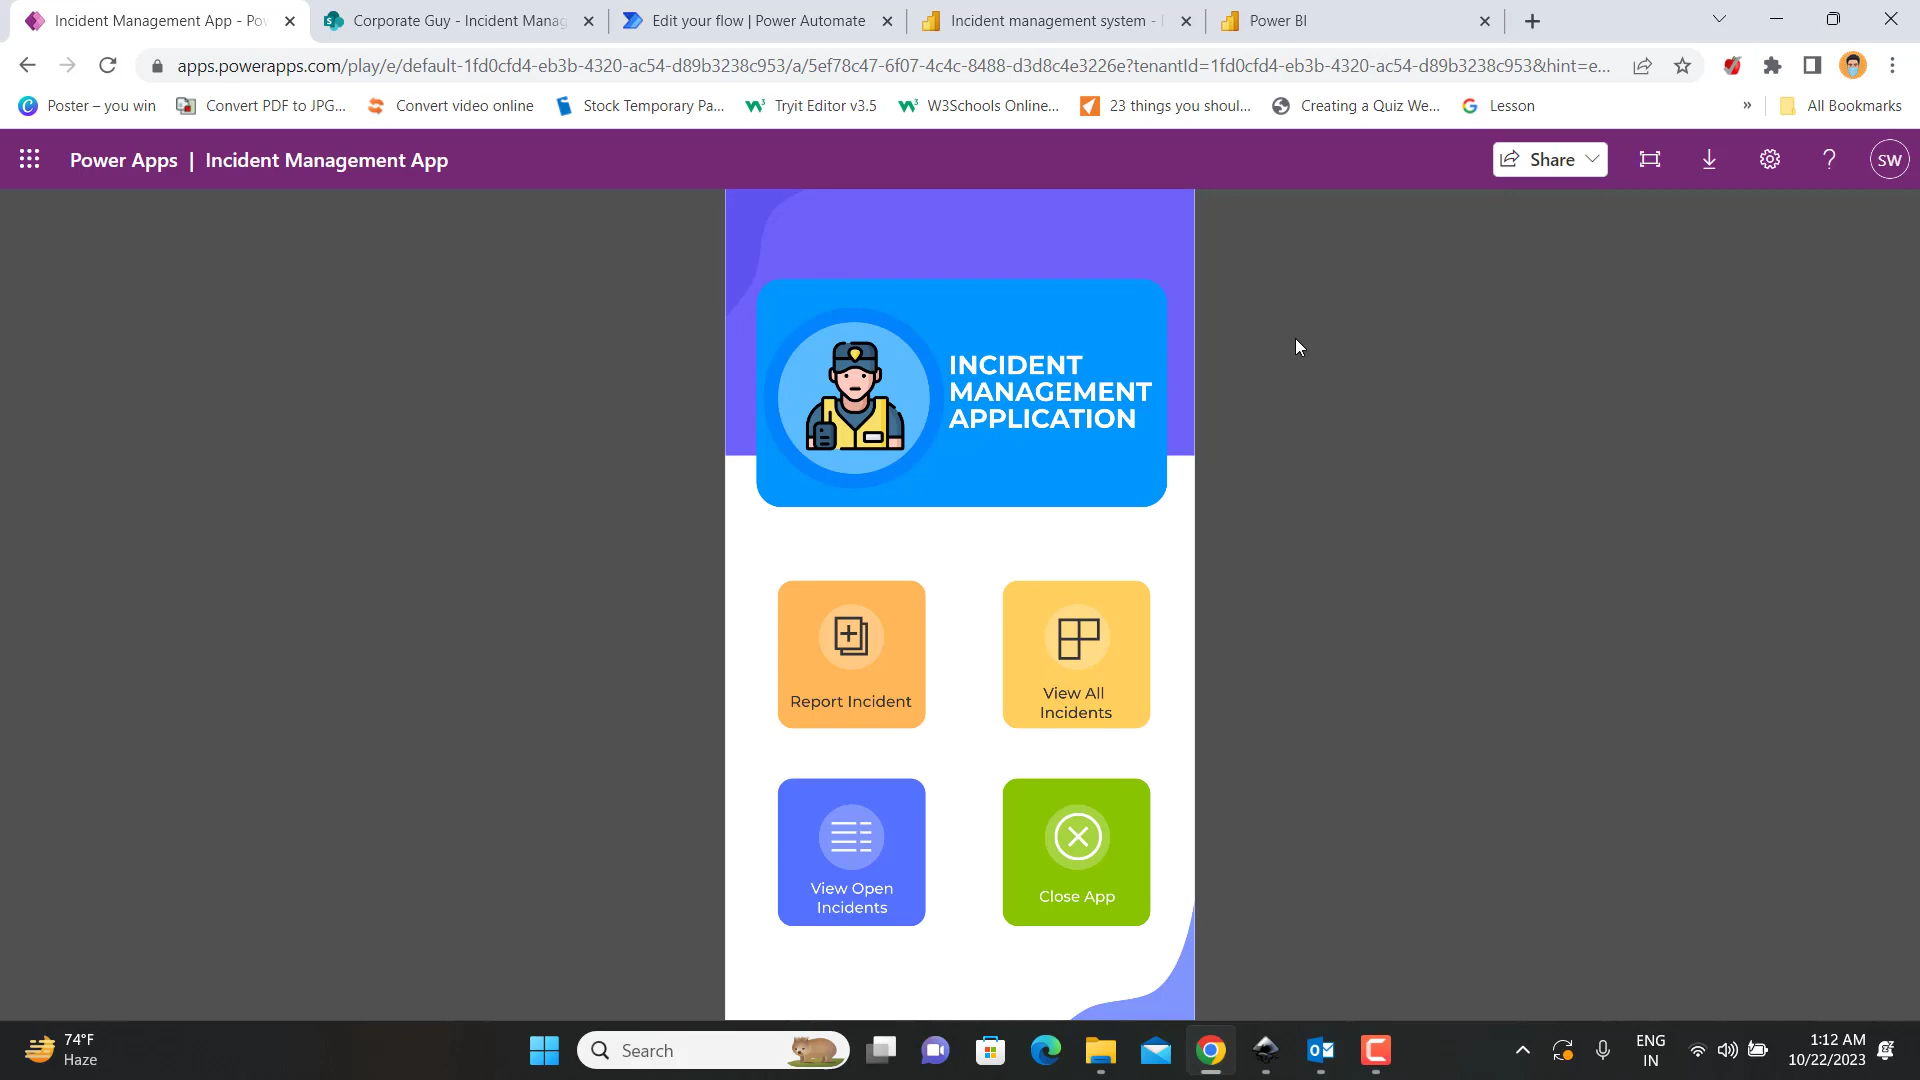 Incident Management App - Pow
Corporate Guy - Incident Manag
Edit your flow | Power Automate
Incident management system -
Power BI
apps.powerapps.com/play/e/default-1fd0cfd4-eb3b-4320-ac54-d89b3238c953/a/5ef78c47-6f07-4c4c-8488-d3d8c4e3226e?tenantId=1fd0cfd4-eb3b-4320-ac54-d89b3238c953&hint=e...
Poster – you win
Convert PDF to JPG...
Convert video online
Stock Temporary Pa...
Tryit Editor v3.5
W3Schools Online...
23 things you shoul...
Creating a Quiz We...
Lesson
»
All Bookmarks
Power Apps | Incident Management App
Share
SW
INCIDENT
MANAGEMENT
APPLICATION
Report Incident
View All
Incidents
View Open
Incidents
Close App
74°F
Haze
Search
ENG
IN
1:12 AM
10/22/2023